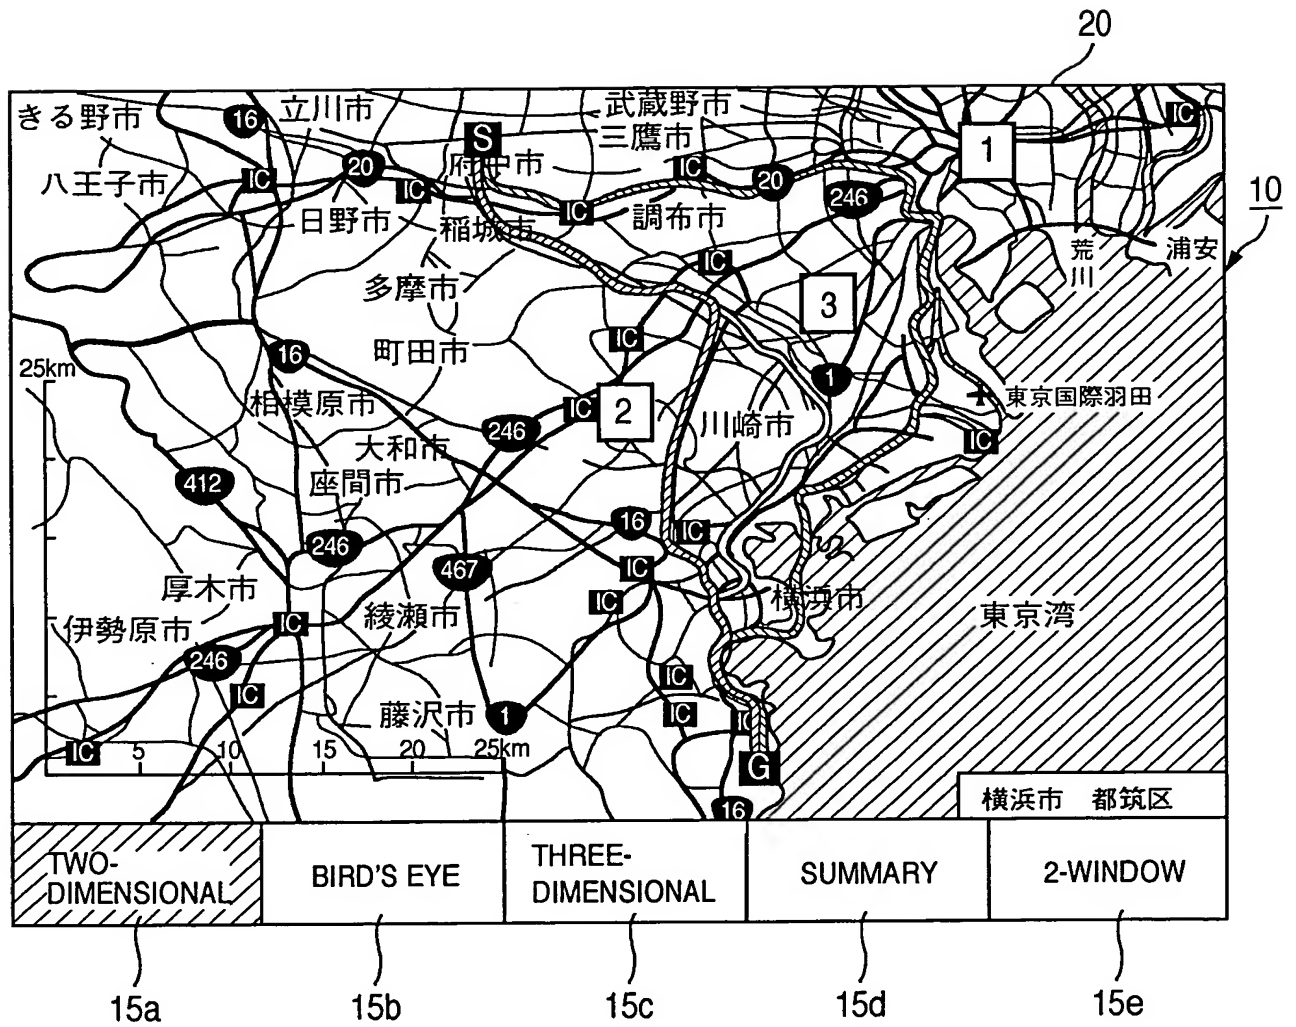 20
10
きる野市
16
立川市
武蔵野市
IC
三鷹市
S
府中市
1
八王子市
IC
20
IC
IC
20
246
日野市
稲城市
IC
調布市
荒川
浦安
IC
多摩市
3
IC
16
町田市
25km
1
相模原市
IC
2
東京国際羽田
246
川崎市
大和市
IC
412
座間市
16
IC
246
467
IC
厚木市
IC
横浜市
綾瀬市
伊勢原市
IC
東京湾
246
IC
IC
藤沢市
1
IC
IC
IC
5
10
15
20
25km
G
16
横浜市 都筑区
TWO-
DIMENSIONAL
BIRD'S EYE
THREE-
DIMENSIONAL
SUMMARY
2-WINDOW
15a
15b
15c
15d
15e